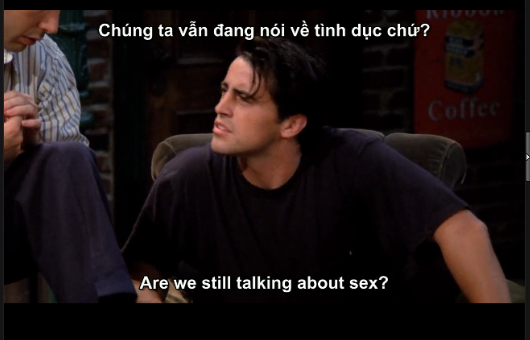 Chúng ta vẫn đang nói về tình dục chứ?
Coffee
Are we still talking about sex?